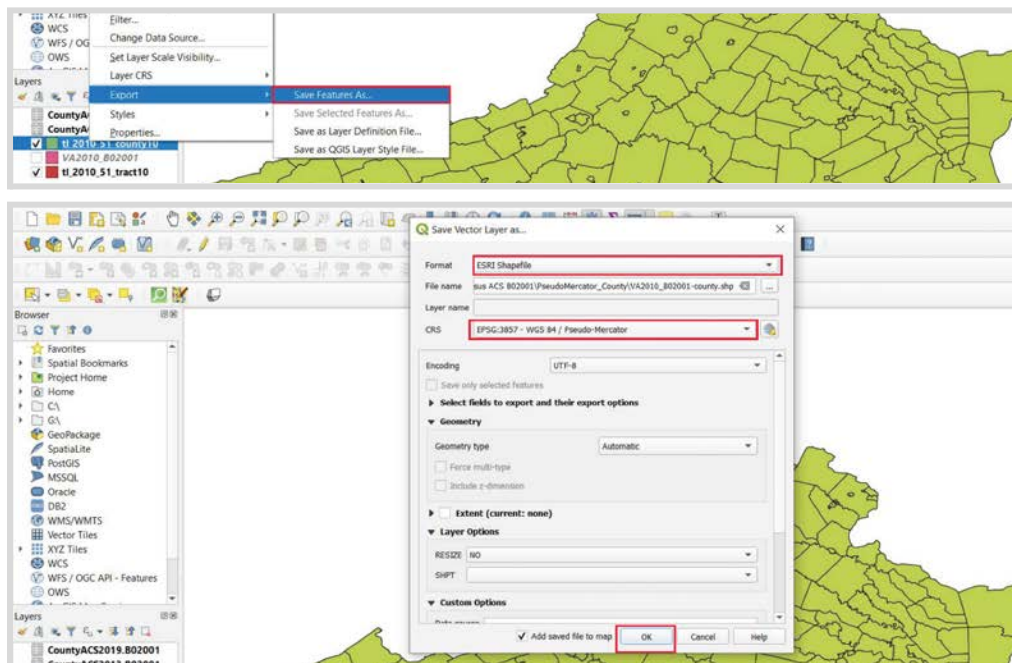 XYZ Tiles
WCS
WFS / OG
OWS
Layers
CountyA
CountyA
tl_2010_51_county10
VA2010_B02001
tl_2010_51_tract10
Filter...
Change Data Source...
Set Layer Scale Visibility...
Layer CRS
Export
Styles
Properties...
Save Features As...
Save Selected Features As...
Save as Layer Definition File...
Save as QGIS Layer Style File...
Browser
Favorites
Spatial Bookmarks
Project Home
Home
C:\
G:\
GeoPackage
SpatiaLite
PostGIS
MSSQL
Oracle
DB2
WMS/WMTS
Vector Tiles
XYZ Tiles
WCS
WFS / OGC API - Features
OWS
Layers
CountyACS2019.B02001
Save Vector Layer as...
Format ESRI Shapefile
File name sus ACS B02001\PseudoMercator_County\VA2010_B02001-county.shp ...
Layer name
CRS EPSG:3857 - WGS 84 / Pseudo-Mercator
Encoding UTF-8
Save only selected features
Select fields to export and their export options
Geometry
Geometry type Automatic
Force multi-type
Include z-dimension
Extent (current: none)
Layer Options
RESIZE NO
SHPT
Custom Options
Add saved file to map OK Cancel Help